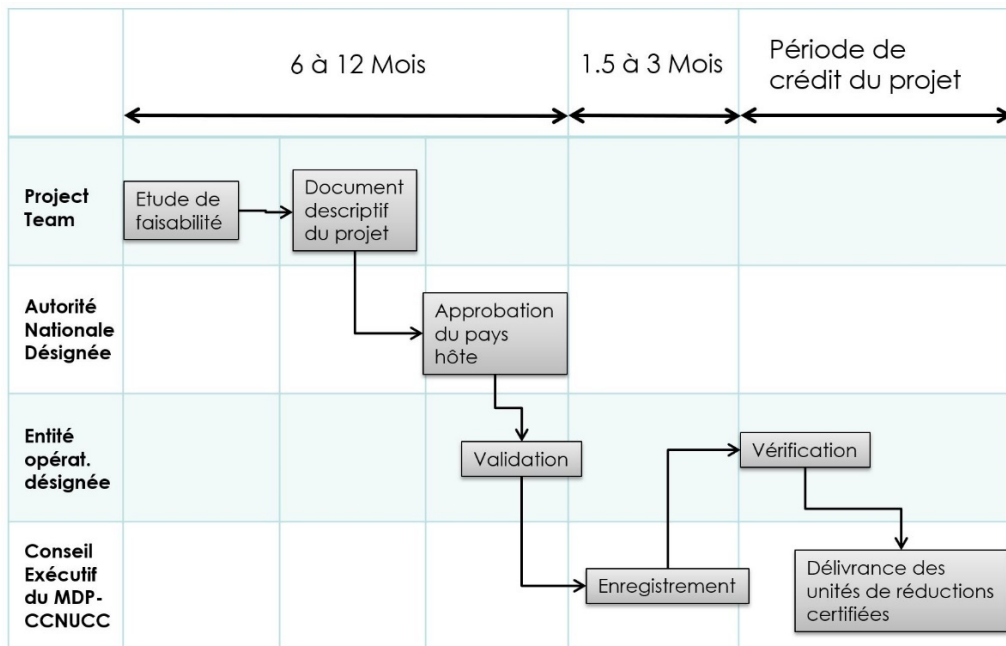 6 à 12 Mois
1.5 à 3 Mois
Période de
crédit du projet
Project
Team
Etude de
faisabilité
Document
descriptif
du projet
Autorité
Nationale
Désignée
Approbation
du pays
hôte
Entité
opérat.
désignée
Validation
Vérification
Conseil
Exécutif
du MDP-
CCNUCC
Enregistrement
Délivrance des
unités de réductions
certifiées